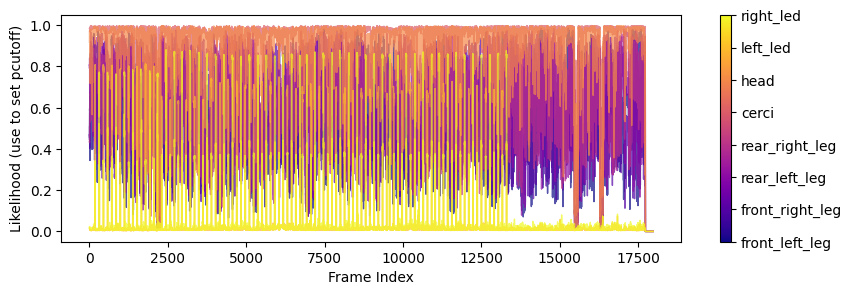 Likelihood (use to set pcutoff)
1.0
0.8
0.6
0.4
0.2
0.0
0
2500
5000
7500
10000
12500
15000
17500
Frame Index
right_led
left_led
head
cerci
rear_right_leg
rear_left_leg
front_right_leg
front_left_leg